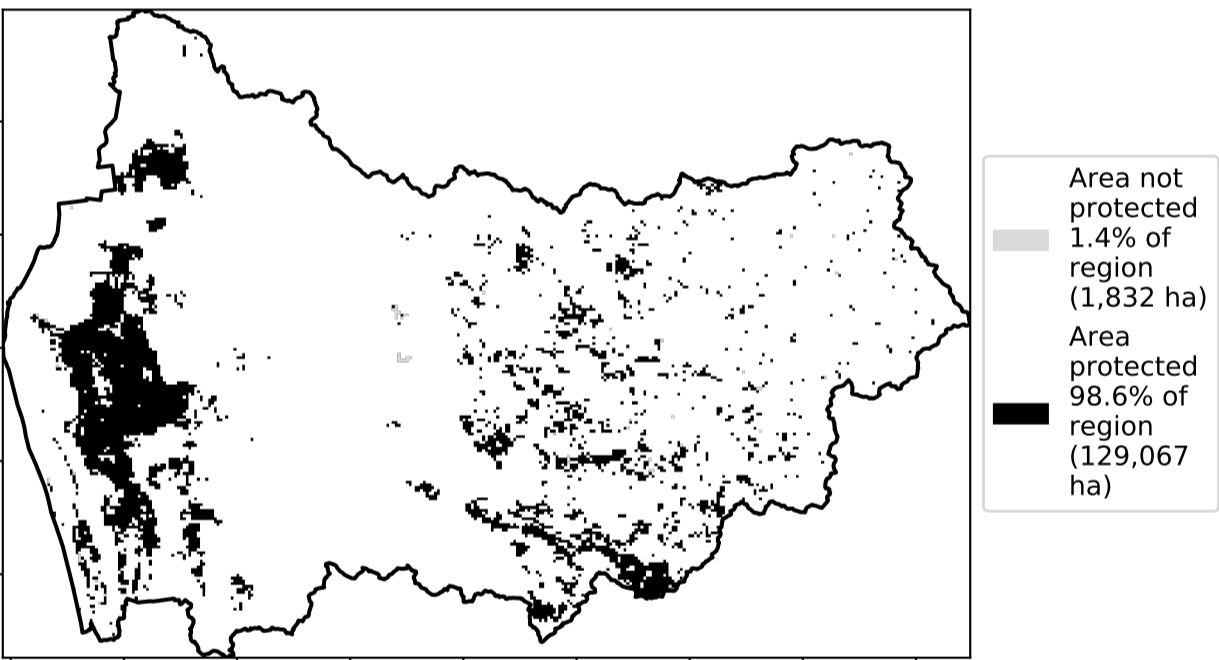 Area not
protected
1.4% of
region
(1,832 ha)
Area
protected
98.6% of
region
(129,067
ha)